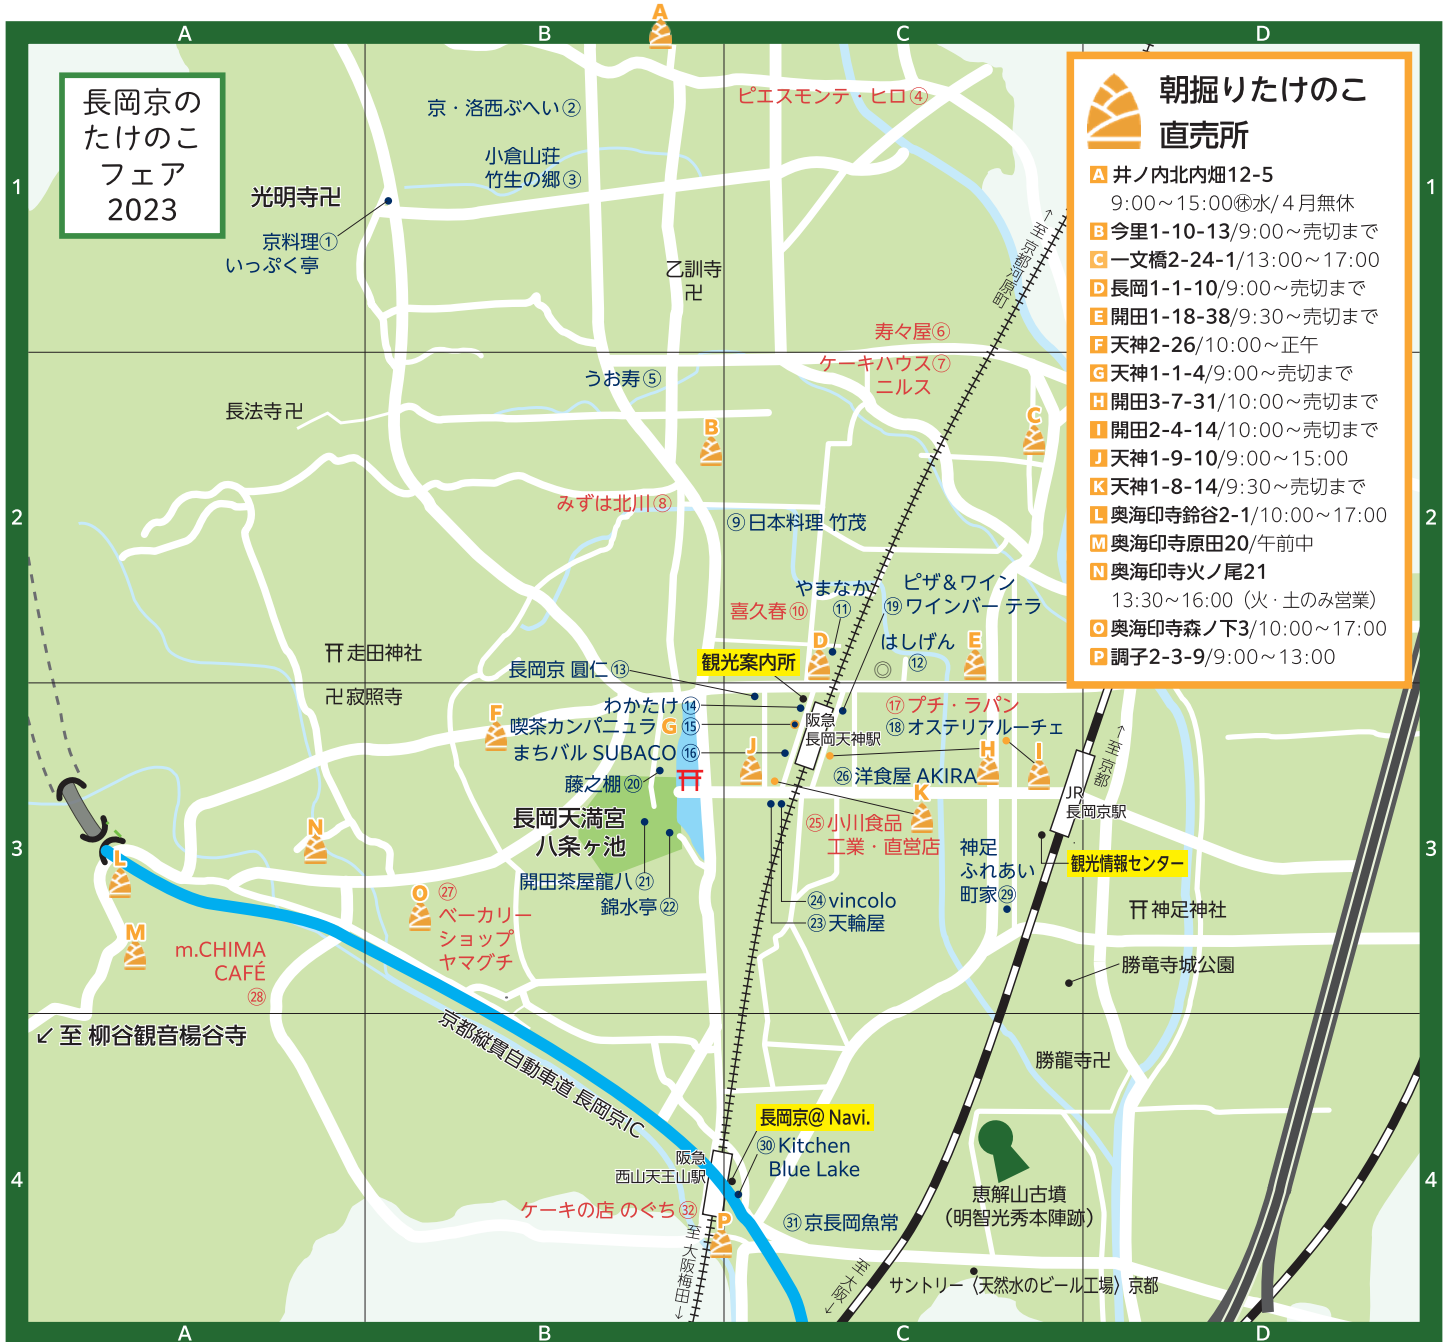 A
B
A
C
D
長岡京の
たけのこ
フェア
2023
京・洛西ぶへい②
ピエスモンテ・ヒロ④
小倉山荘
竹生の郷③
光明寺卍
京料理①
いっぷく亭
乙訓寺
卍
←至 京都河原町
朝掘りたけのこ
直売所
A 井ノ内北内畑12-5
9:00〜15:00㊡水/４月無休
B 今里1-10-13/9:00〜売切まで
C 一文橋2-24-1/13:00〜17:00
D 長岡1-1-10/9:00〜売切まで
E 開田1-18-38/9:30〜売切まで
F 天神2-26/10:00〜正午
G 天神1-1-4/9:00〜売切まで
H 開田3-7-31/10:00〜売切まで
I 開田2-4-14/10:00〜売切まで
J 天神1-9-10/9:00〜15:00
K 天神1-8-14/9:30〜売切まで
L 奥海印寺鈴谷2-1/10:00〜17:00
M 奥海印寺原田20/午前中
N 奥海印寺火ノ尾21
13:30〜16:00（火・土のみ営業）
O 奥海印寺森ノ下3/10:00〜17:00
P 調子2-3-9/9:00〜13:00
1
1
寿々屋⑥
ケーキハウス⑦
ニルス
うお寿⑤
長法寺卍
B
C
みずは北川⑧
⑨日本料理 竹茂
2
2
やまなか
⑪
喜久春⑩
ピザ＆ワイン
⑲ワインバー テラ
はしげん
⑫
D
E
◎
観光案内所
走田神社
卍寂照寺
長岡京 圓仁⑬
わかたけ⑭
喫茶カンパニュラ G ⑮
まちバル SUBACO⑯
藤之棚⑳
F
J
阪急
長岡天神駅
⑰プチ・ラパン
⑱オステリアルーチェ
H
I
㉖洋食屋 AKIRA
K
←至 京都
JR
長岡京駅
長岡天満宮
八条ヶ池
㉕小川食品
工業・直営店
開田茶屋龍八㉑
錦水亭㉒
神足
ふれあい
町家㉙
観光情報センター
㉔vincolo
㉓天輪屋
神足神社
勝竜寺城公園
3
3
N
L
O
㉗
ベーカリー
ショップ
ヤマグチ
M
m.CHIMA
CAFÉ
㉘
↙至 柳谷観音楊谷寺
京都縦貫自動車道 長岡京IC
勝龍寺卍
長岡京@ Navi.
㉚Kitchen
Blue Lake
阪急
西山天王山駅
ケーキの店 のぐち㉜
P
㉛京長岡魚常
恵解山古墳
（明智光秀本陣跡）
至 大阪梅田→
至 大阪→
サントリー〈天然水のビール工場〉京都
4
4
A
B
C
D